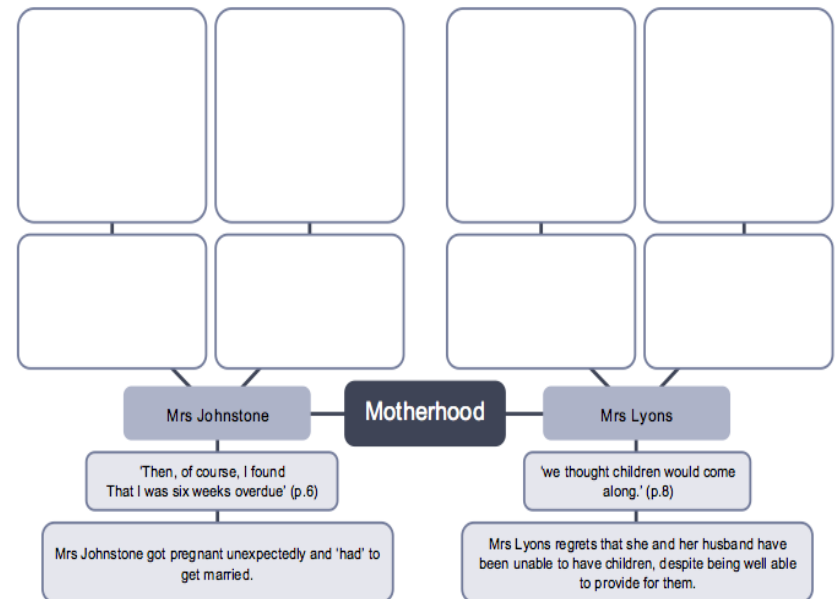 Mrs Johnstone
Motherhood
Mrs Lyons
'Then, of course, I found
That I was six weeks overdue' (p.6)
'we thought children would come
along.' (p.8)
Mrs Johnstone got pregnant unexpectedly and 'had' to
get married.
Mrs Lyons regrets that she and her husband have
been unable to have children, despite being well able
to provide for them.